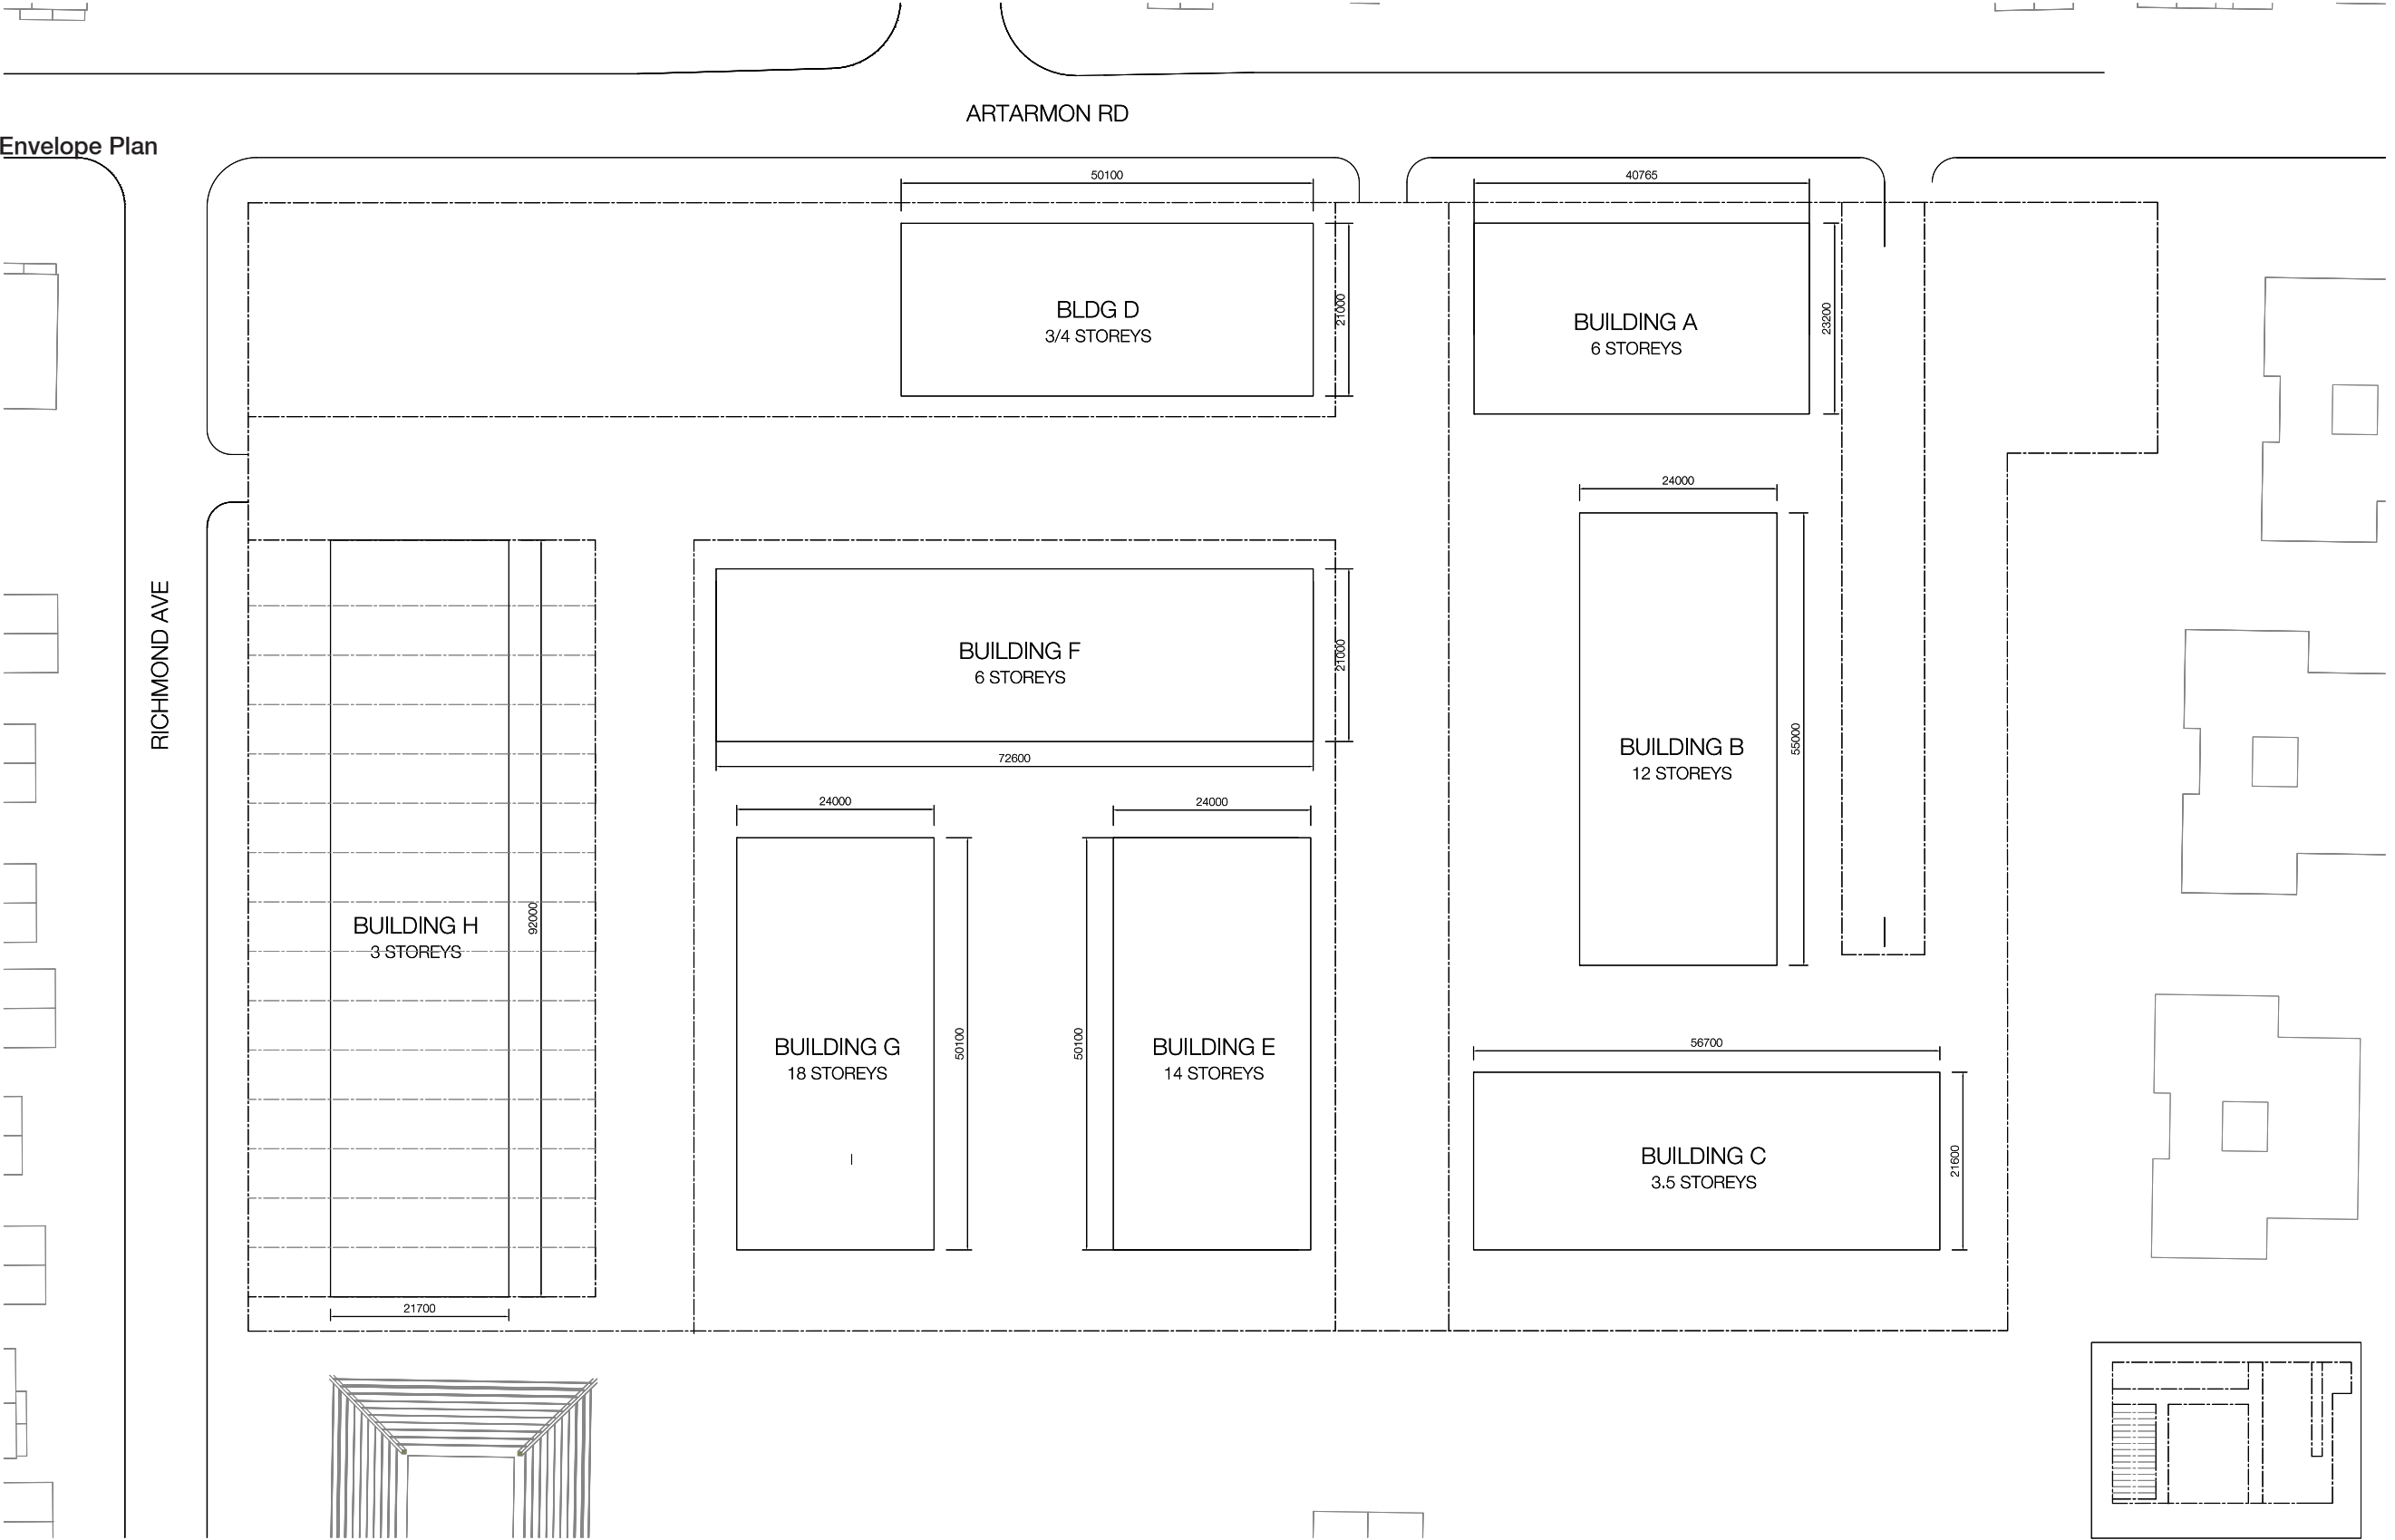 ARTARMON RD
Envelope Plan
50100
40765
BLDG D
3/4 STOREYS
21000
BUILDING A
6 STOREYS
23200
24000
RICHMOND AVE
BUILDING F
6 STOREYS
21000
72600
BUILDING B
12 STOREYS
55000
24000
24000
BUILDING H
3 STOREYS
92000
BUILDING G
18 STOREYS
50100
50100
BUILDING E
14 STOREYS
56700
BUILDING C
3.5 STOREYS
21600
21700